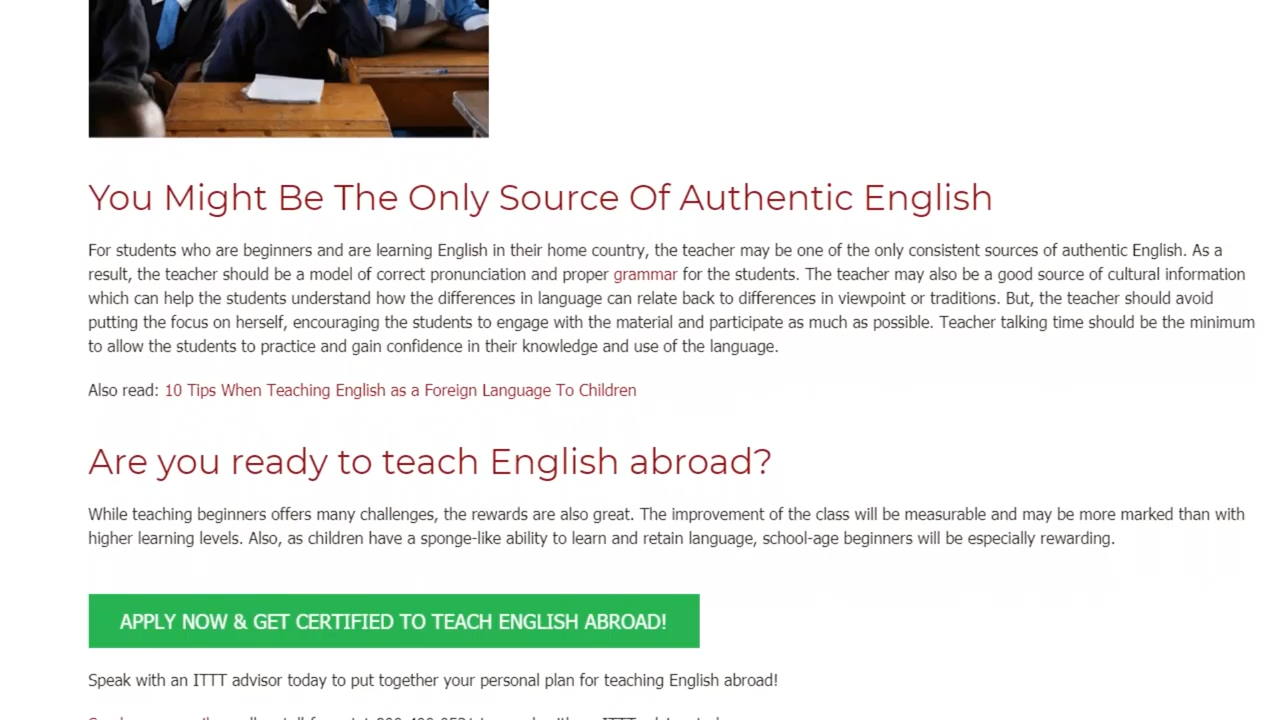 You Might Be The Only Source Of Authentic English
For students who are beginners and are learning English in their home country, the teacher may be one of the only consistent sources of authentic English. As a
result, the teacher should be a model of correct pronunciation and proper grammar for the students. The teacher may also be a good source of cultural information
which can help the students understand how the differences in language can relate back to differences in viewpoint or traditions. But, the teacher should avoid
putting the focus on herself, encouraging the students to engage with the material and participate as much as possible. Teacher talking time should be the minimum
to allow the students to practice and gain confidence in their knowledge and use of the language.
Also read: 10 Tips When Teaching English as a Foreign Language To Children
Are you ready to teach English abroad?
While teaching beginners offers many challenges, the rewards are also great. The improvement of the class will be measurable and may be more marked than with
higher learning levels. Also, as children have a sponge-like ability to learn and retain language, school-age beginners will be especially rewarding.
APPLY NOW & GET CERTIFIED TO TEACH ENGLISH ABROAD!
Speak with an ITTT advisor today to put together your personal plan for teaching English abroad!